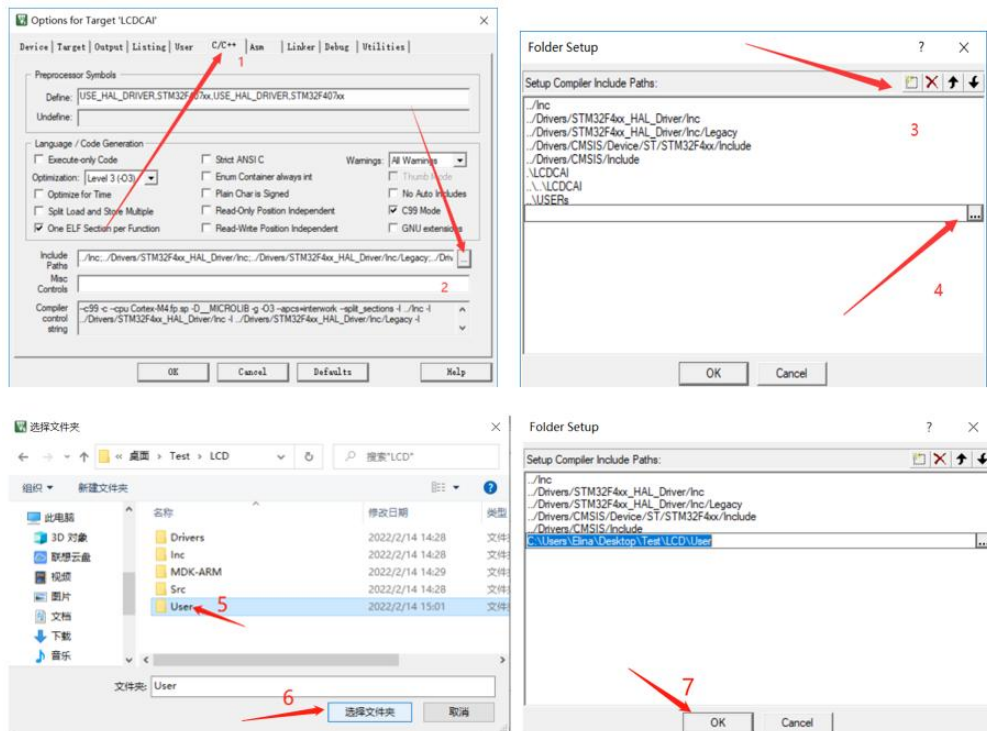 Options for Target 'LCDCAI'
Device | Target | Output | Listing | User C/C++ | Asm | Linker | Debug | Utilities |
1
Preprocessor Symbols
Define: USE_HAL_DRIVER,STM32F407xx,USE_HAL_DRIVER,STM32F407xx
Undefine:
Language / Code Generation
Execute-only Code Strict ANSI C Warnings: All Warnings
Optimization: Level 3 (-O3) Enum Container always int Thumb Mode
Optimize for Time Plain Char is Signed No Auto Includes
Split Load and Store Multiple Read-Only Position Independent C99 Mode
One ELF Section per Function Read-Write Position Independent GNU extensions
Include Paths ../Inc;../Drivers/STM32F4xx_HAL_Driver/Inc;../Drivers/STM32F4xx_HAL_Driver/Inc/Legacy;../Driv ...
2
Misc Controls
Compiler control string --c99 -c --cpu Cortex-M4.fp.sp -D__MICROLIB -g -O3 --apcs=interwork --split_sections -I ../Inc -I
../Drivers/STM32F4xx_HAL_Driver/Inc -I ../Drivers/STM32F4xx_HAL_Driver/Inc/Legacy -I
OK Cancel Defaults Help
Folder Setup ?
Setup Compiler Include Paths:
3
../Inc
../Drivers/STM32F4xx_HAL_Driver/Inc
../Drivers/STM32F4xx_HAL_Driver/Inc/Legacy
../Drivers/CMSIS/Device/ST/STM32F4xx/Include
../Drivers/CMSIS/Include
.\LCDCAI
..\..\LCDCAI
..\USERs
...
4
OK Cancel
选择文件夹
« 桌面 › Test › LCD 搜索"LCD"
组织 新建文件夹
此电脑
3D 对象
联想云盘
视频
图片
文档
下载
音乐
名称 修改日期 类型
Drivers 2022/2/14 14:28 文件
Inc 2022/2/14 14:28 文件
MDK-ARM 2022/2/14 14:29 文件
Src 2022/2/14 14:28 文件
User 2022/2/14 15:01 文件
5
文件夹: User
6
选择文件夹 取消
Folder Setup ?
Setup Compiler Include Paths:
../Inc
../Drivers/STM32F4xx_HAL_Driver/Inc
../Drivers/STM32F4xx_HAL_Driver/Inc/Legacy
../Drivers/CMSIS/Device/ST/STM32F4xx/Include
../Drivers/CMSIS/Include
C:\Users\Elina\Desktop\Test\LCD\User
...
7
OK Cancel